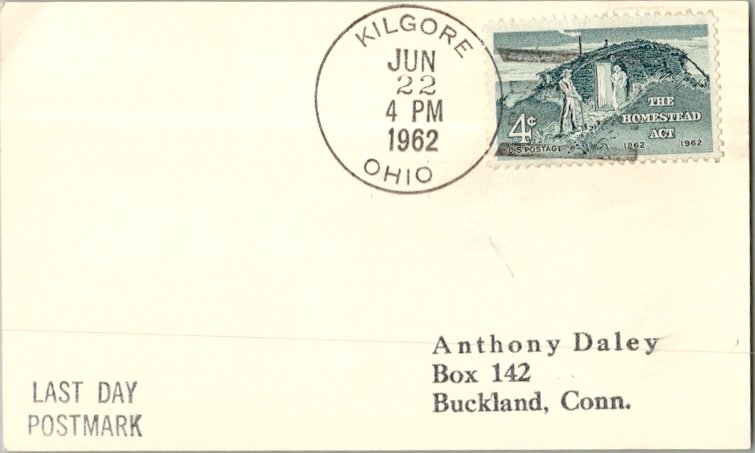 KILGORE
JUN
22
4 PM
1962
OHIO
THE
HOMESTEAD
ACT
4¢
U.S. POSTAGE
1862 1962
Anthony Daley
Box 142
Buckland, Conn.
LAST DAY
POSTMARK